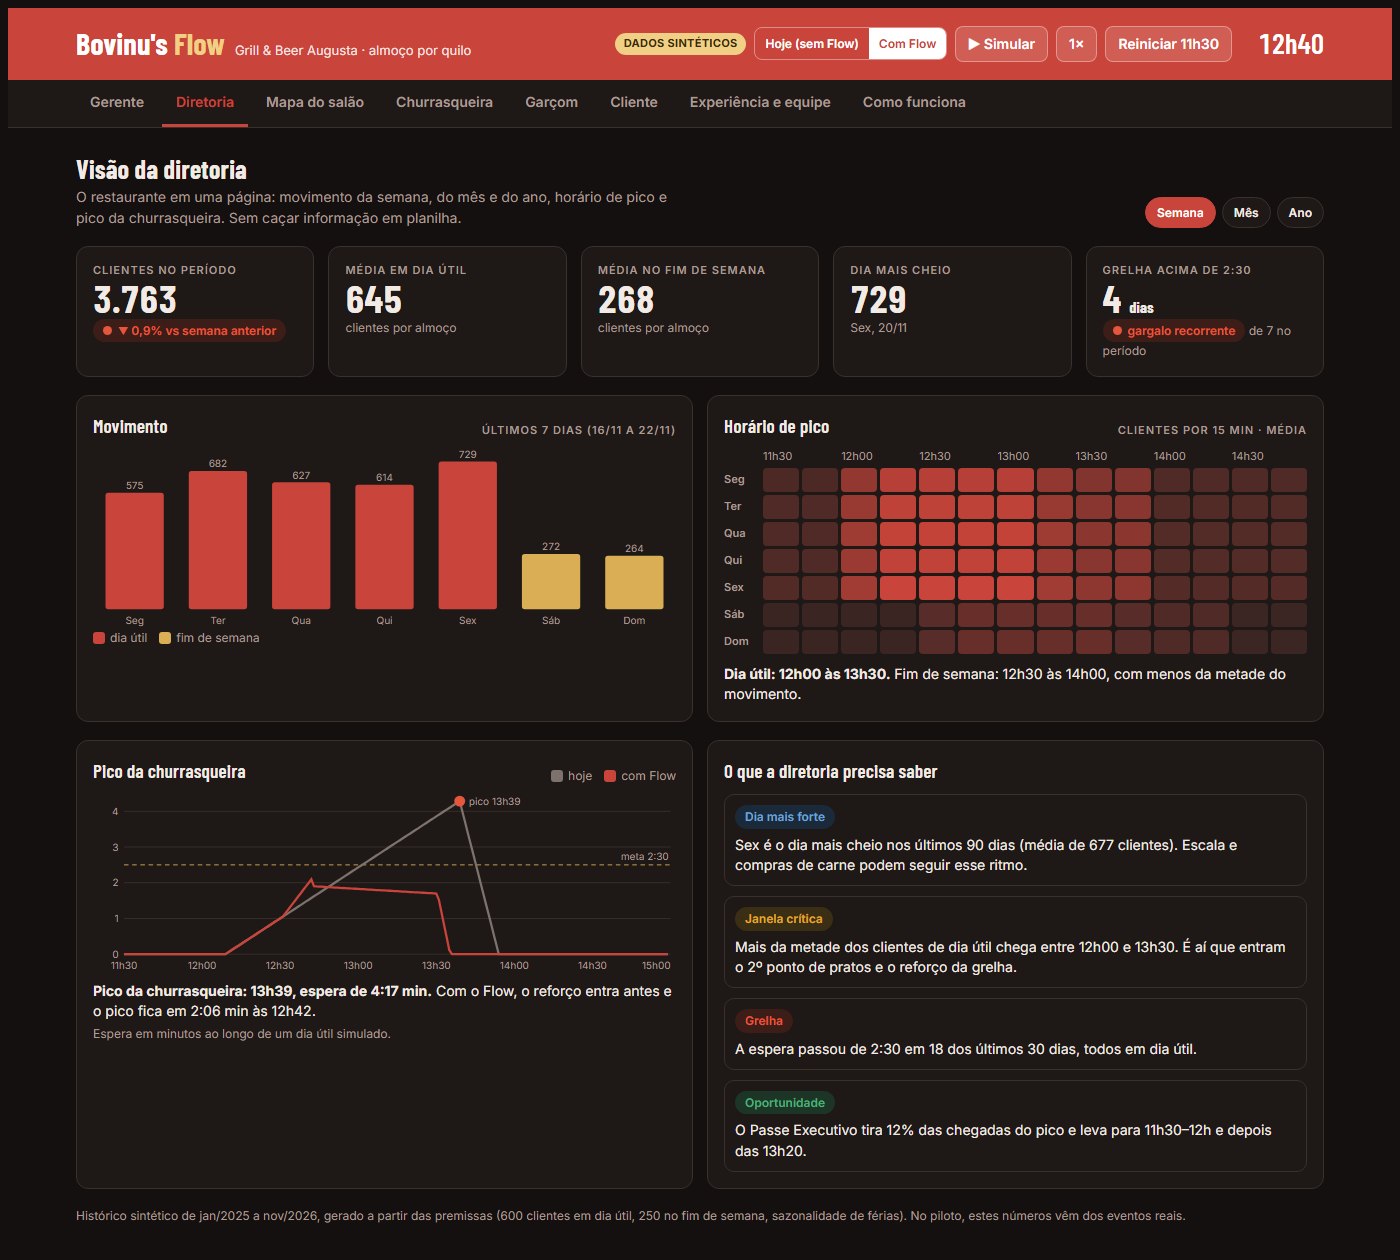 Bovinu's Flow Grill & Beer Augusta · almoço por quilo
DADOS SINTÉTICOS
Hoje (sem Flow) Com Flow
▶ Simular
1×
Reiniciar 11h30
12h40
Gerente Diretoria Mapa do salão Churrasqueira Garçom Cliente Experiência e equipe Como funciona
Visão da diretoria
O restaurante em uma página: movimento da semana, do mês e do ano, horário de pico e
pico da churrasqueira. Sem caçar informação em planilha.
Semana Mês Ano
CLIENTES NO PERÍODO
3.763
▼ 0,9% vs semana anterior
MÉDIA EM DIA ÚTIL
645
clientes por almoço
MÉDIA NO FIM DE SEMANA
268
clientes por almoço
DIA MAIS CHEIO
729
Sex, 20/11
GRELHA ACIMA DE 2:30
4 dias
gargalo recorrente de 7 no
período
Movimento
ÚLTIMOS 7 DIAS (16/11 A 22/11)
575 682 627 614 729 272 264
Seg Ter Qua Qui Sex Sáb Dom
dia útil fim de semana
Horário de pico
CLIENTES POR 15 MIN · MÉDIA
11h30 12h00 12h30 13h00 13h30 14h00 14h30
Seg
Ter
Qua
Qui
Sex
Sáb
Dom
Dia útil: 12h00 às 13h30. Fim de semana: 12h30 às 14h00, com menos da metade do
movimento.
Pico da churrasqueira
hoje com Flow
pico 13h39
4
3
meta 2:30
2
1
0
11h30 12h00 12h30 13h00 13h30 14h00 14h30 15h00
Pico da churrasqueira: 13h39, espera de 4:17 min. Com o Flow, o reforço entra antes e
o pico fica em 2:06 min às 12h42.
Espera em minutos ao longo de um dia útil simulado.
O que a diretoria precisa saber
Dia mais forte
Sex é o dia mais cheio nos últimos 90 dias (média de 677 clientes). Escala e
compras de carne podem seguir esse ritmo.
Janela crítica
Mais da metade dos clientes de dia útil chega entre 12h00 e 13h30. É aí que entram
o 2º ponto de pratos e o reforço da grelha.
Grelha
A espera passou de 2:30 em 18 dos últimos 30 dias, todos em dia útil.
Oportunidade
O Passe Executivo tira 12% das chegadas do pico e leva para 11h30–12h e depois
das 13h20.
Histórico sintético de jan/2025 a nov/2026, gerado a partir das premissas (600 clientes em dia útil, 250 no fim de semana, sazonalidade de férias). No piloto, estes números vêm dos eventos reais.